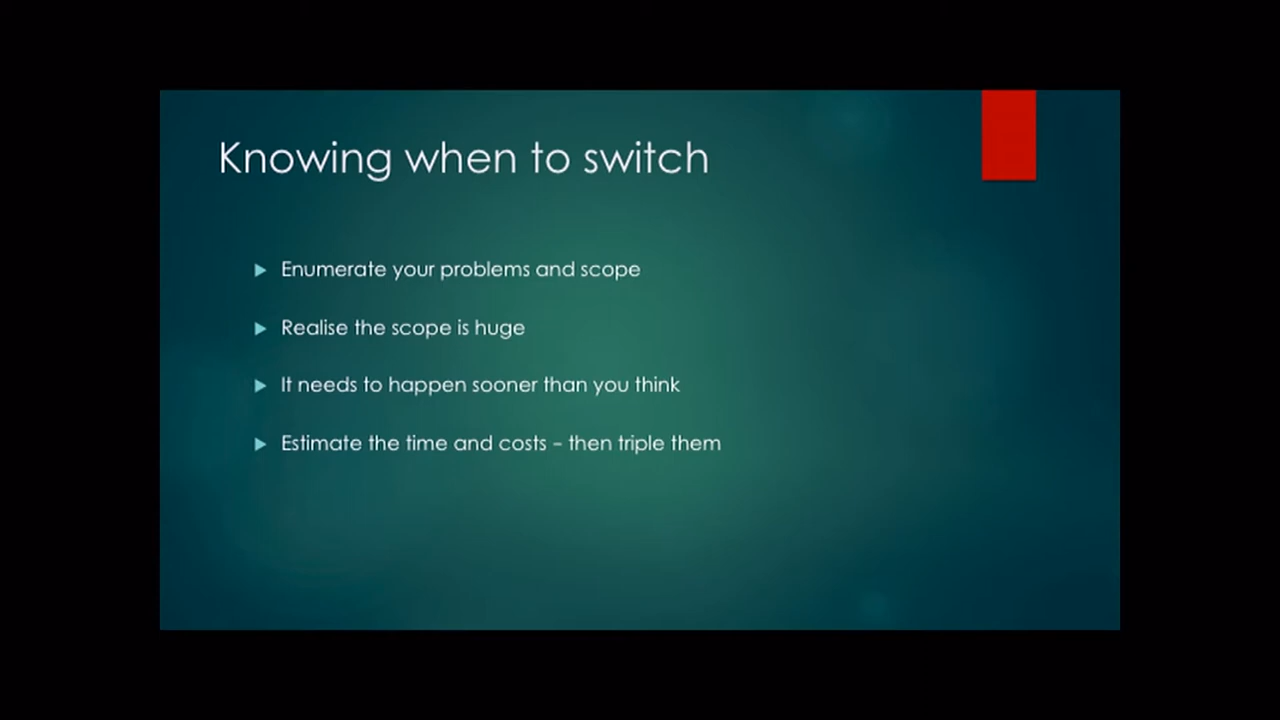 Knowing when to switch
Enumerate your problems and scope
Realise the scope is huge
It needs to happen sooner than you think
Estimate the time and costs – then triple them